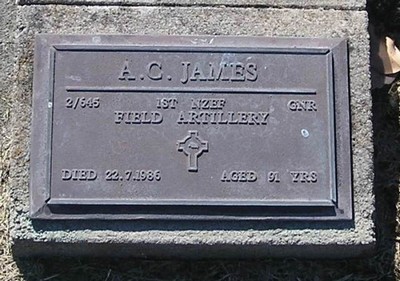 A. G. JAMES
2/645 1ST NZEF GNR
FIELD ARTILLERY
DIED 22.7.1986 AGED 91 YRS